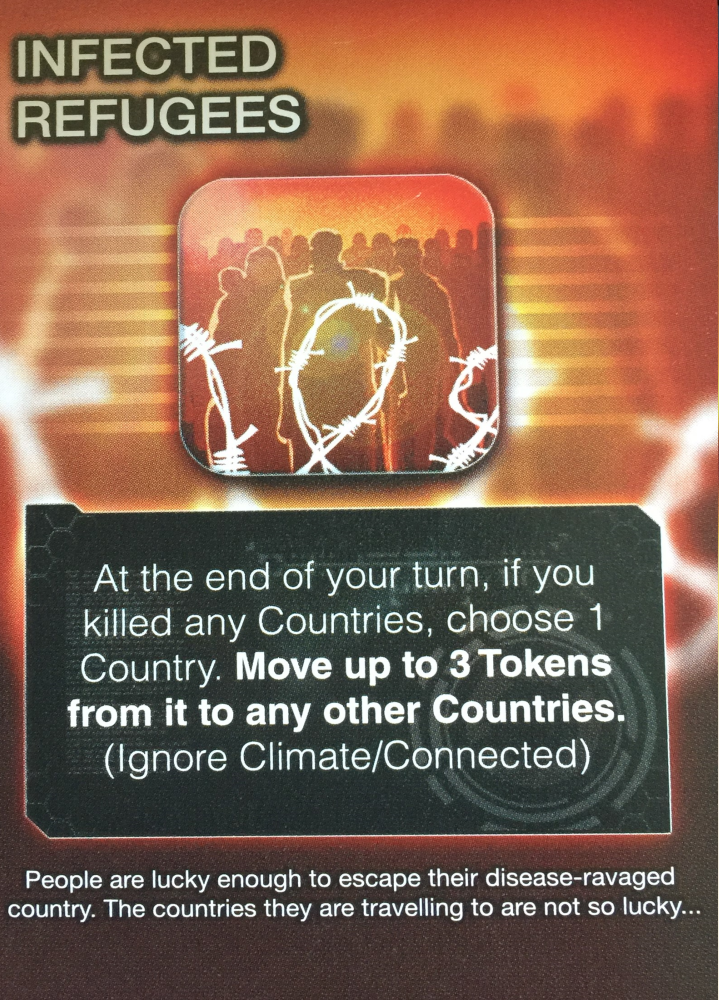 INFECTED
REFUGEES
At the end of your turn, if you
killed any Countries, choose 1
Country. Move up to 3 Tokens
from it to any other Countries.
(Ignore Climate/Connected)
People are lucky enough to escape their disease-ravaged
country. The countries they are travelling to are not so lucky...